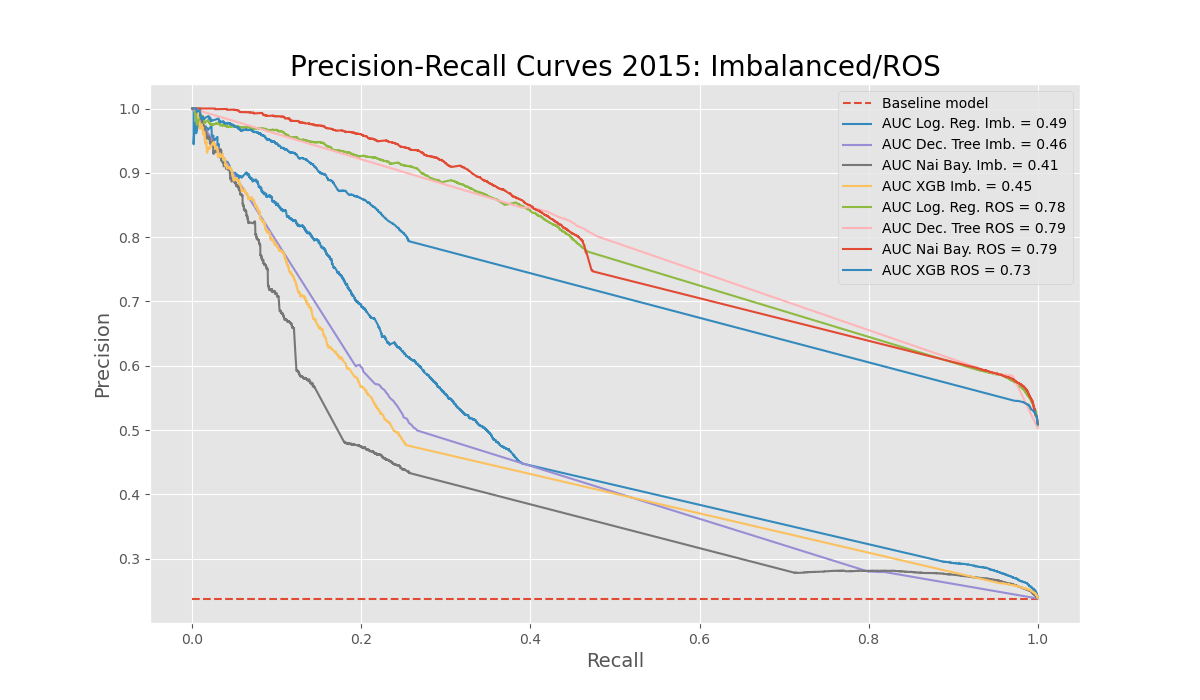 Precision-Recall Curves 2015: Imbalanced/ROS
Baseline model
AUC Log. Reg. Imb. = 0.49
AUC Dec. Tree Imb. = 0.46
AUC Nai Bay. Imb. = 0.41
AUC XGB Imb. = 0.45
AUC Log. Reg. ROS = 0.78
AUC Dec. Tree ROS = 0.79
AUC Nai Bay. ROS = 0.79
AUC XGB ROS = 0.73
Precision
1.0
0.9
0.8
0.7
0.6
0.5
0.4
0.3
0.0 0.2 0.4 0.6 0.8 1.0
Recall